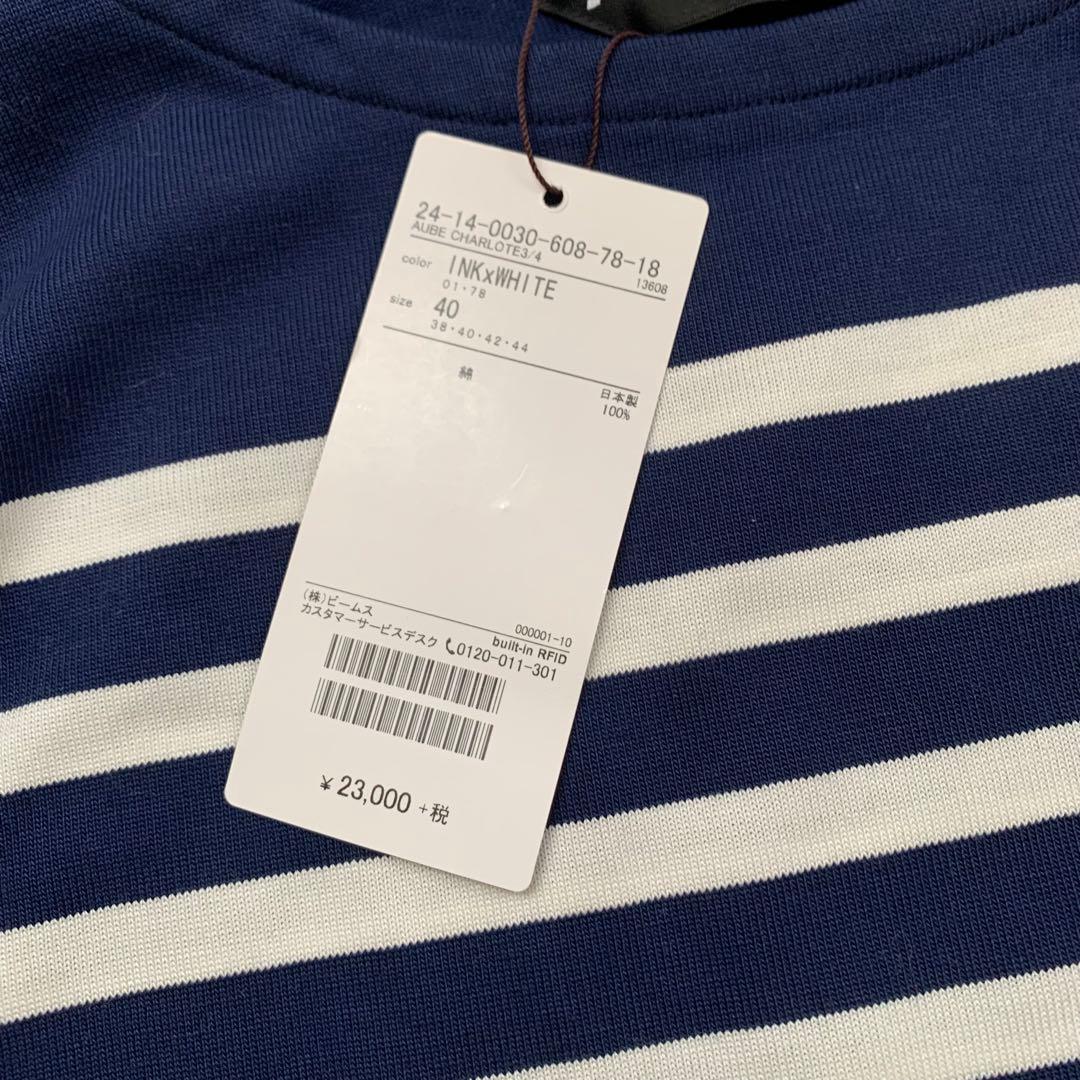 24-14-0030-608-78-18
AUBE CHARLOTE3/4 13608
color INKxWHITE
01・78
size 40
38・40・42・44
日本製
綿 100%
(株)ビームス 000001-10
built-in RFID
カスタマーサービスデスク 0120-011-301
¥ 23,000 +税